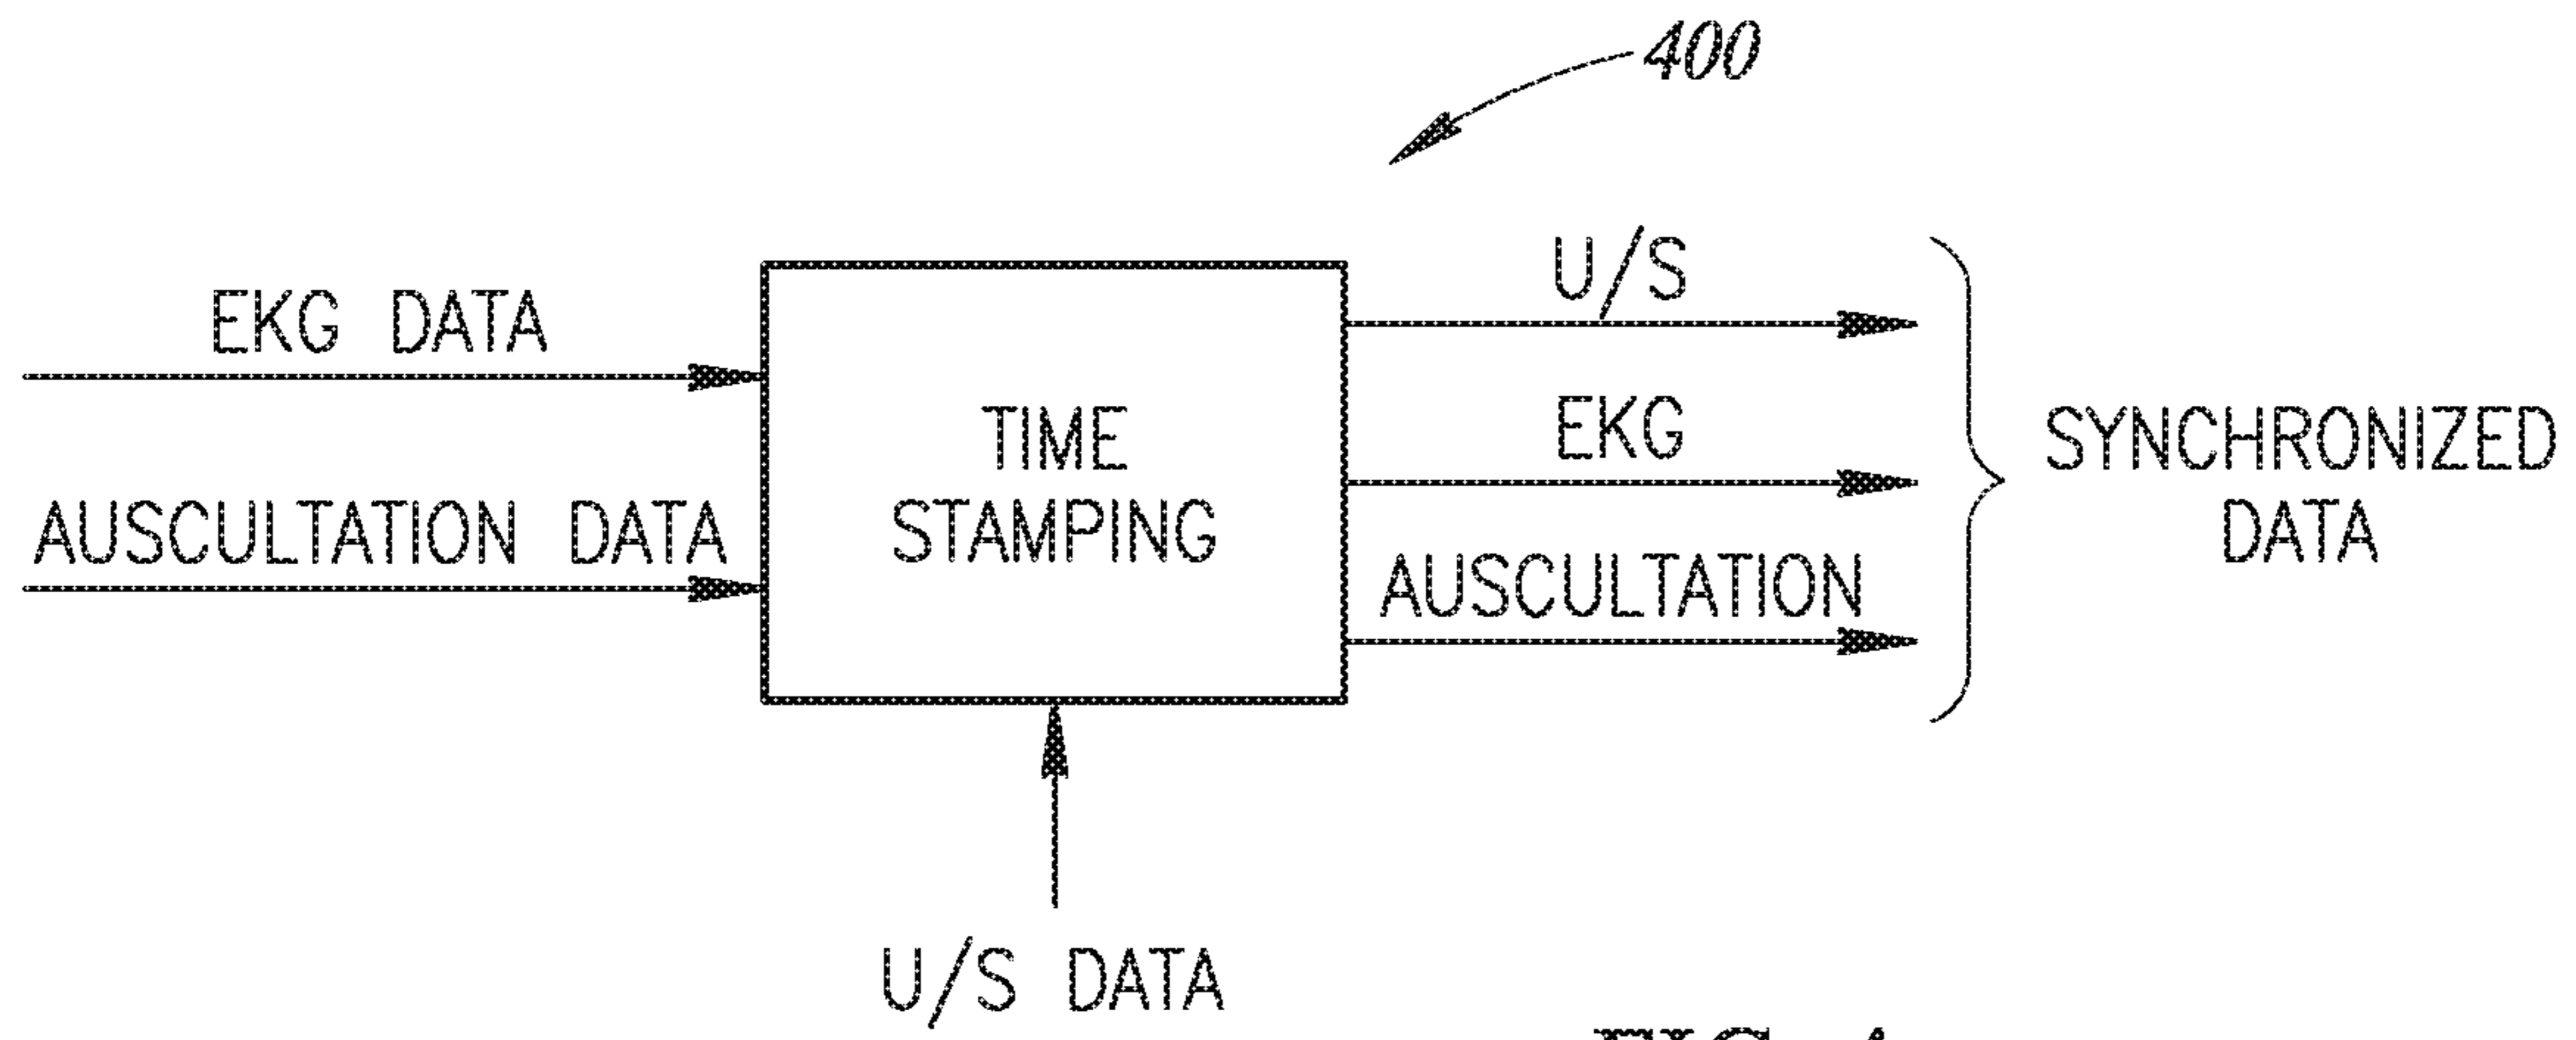 400
U/S
EKG DATA
EKG
TIME
STAMPING
SYNCHRONIZED
DATA
AUSCULTATION DATA
AUSCULTATION
U/S DATA